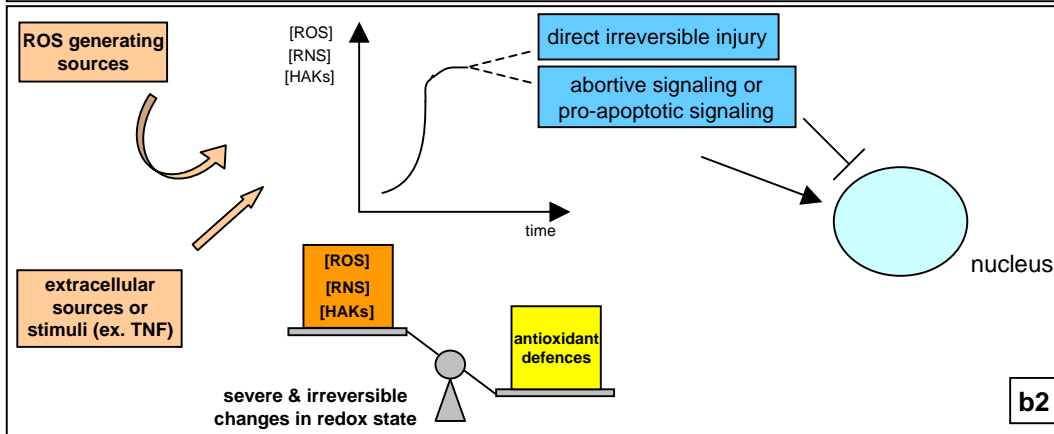 ROS generating
sources
[ROS]
[RNS]
[HAKs]
direct irreversible injury
abortive signaling or
pro-apoptotic signaling
time
nucleus
extracellular
sources or
stimuli (ex. TNF)
[ROS]
[RNS]
[HAKs]
antioxidant
defences
severe & irreversible
changes in redox state
b2